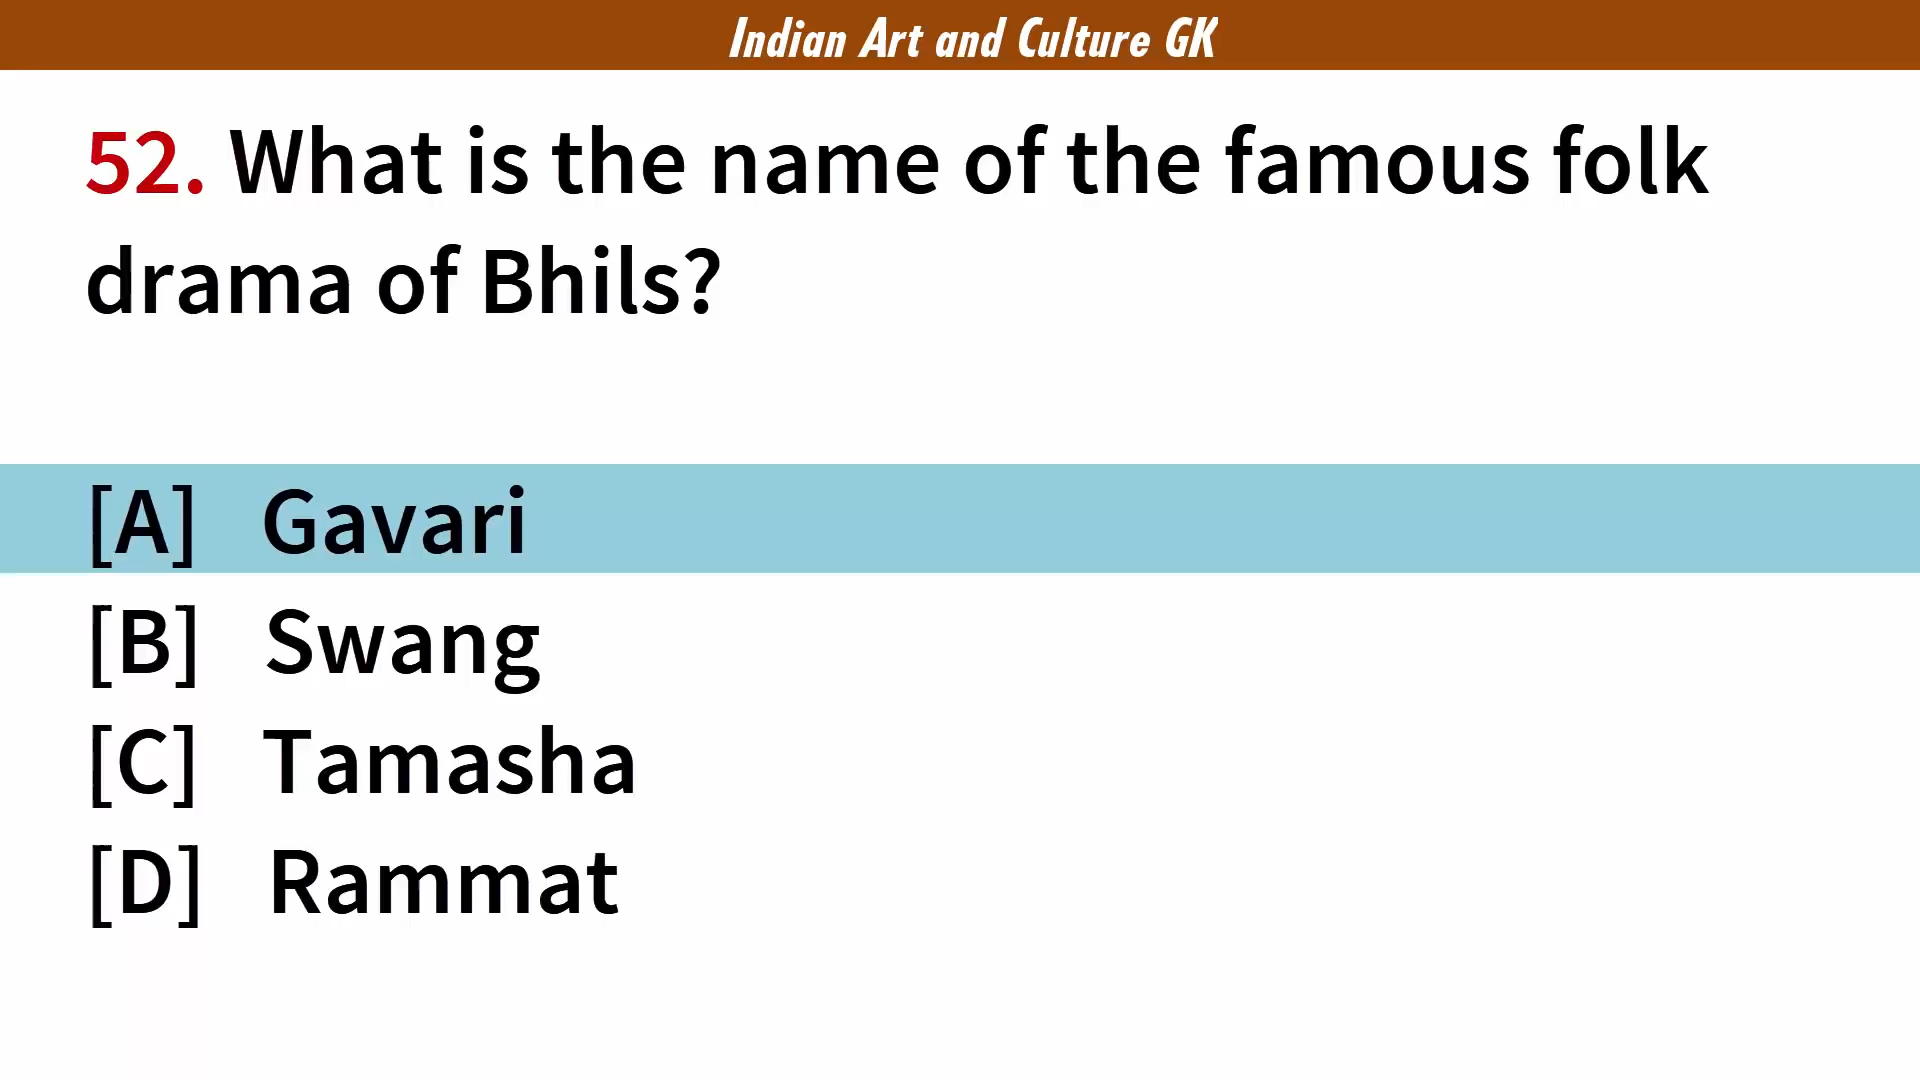 Indian Art and Culture GK
52. What is the name of the famous folk
drama of Bhils?
[A] Gavari
[B] Swang
[C] Tamasha
[D] Rammat